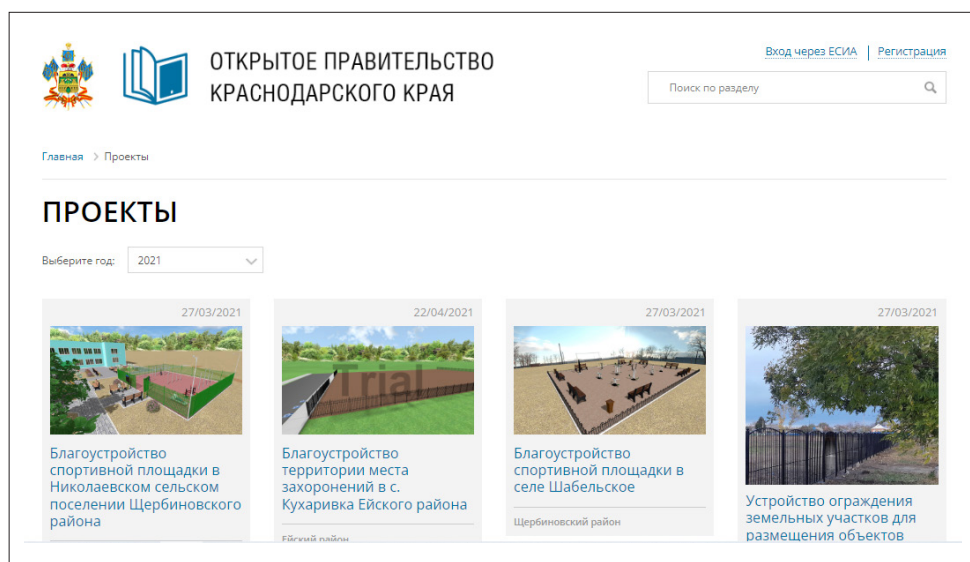 ОТКРЫТОЕ ПРАВИТЕЛЬСТВО
КРАСНОДАРСКОГО КРАЯ
Вход через ЕСИА | Регистрация
Поиск по разделу
Главная > Проекты
ПРОЕКТЫ
Выберите год: 2021
27/03/2021
Благоустройство
спортивной площадки в
Николаевском сельском
поселении Щербиновского
района
22/04/2021
Trial
Благоустройство
территории места
захоронений в с.
Кухаривка Ейского района
Ейский район
27/03/2021
Благоустройство
спортивной площадки в
селе Шабельское
Щербиновский район
27/03/2021
Устройство ограждения
земельных участков для
размещения объектов